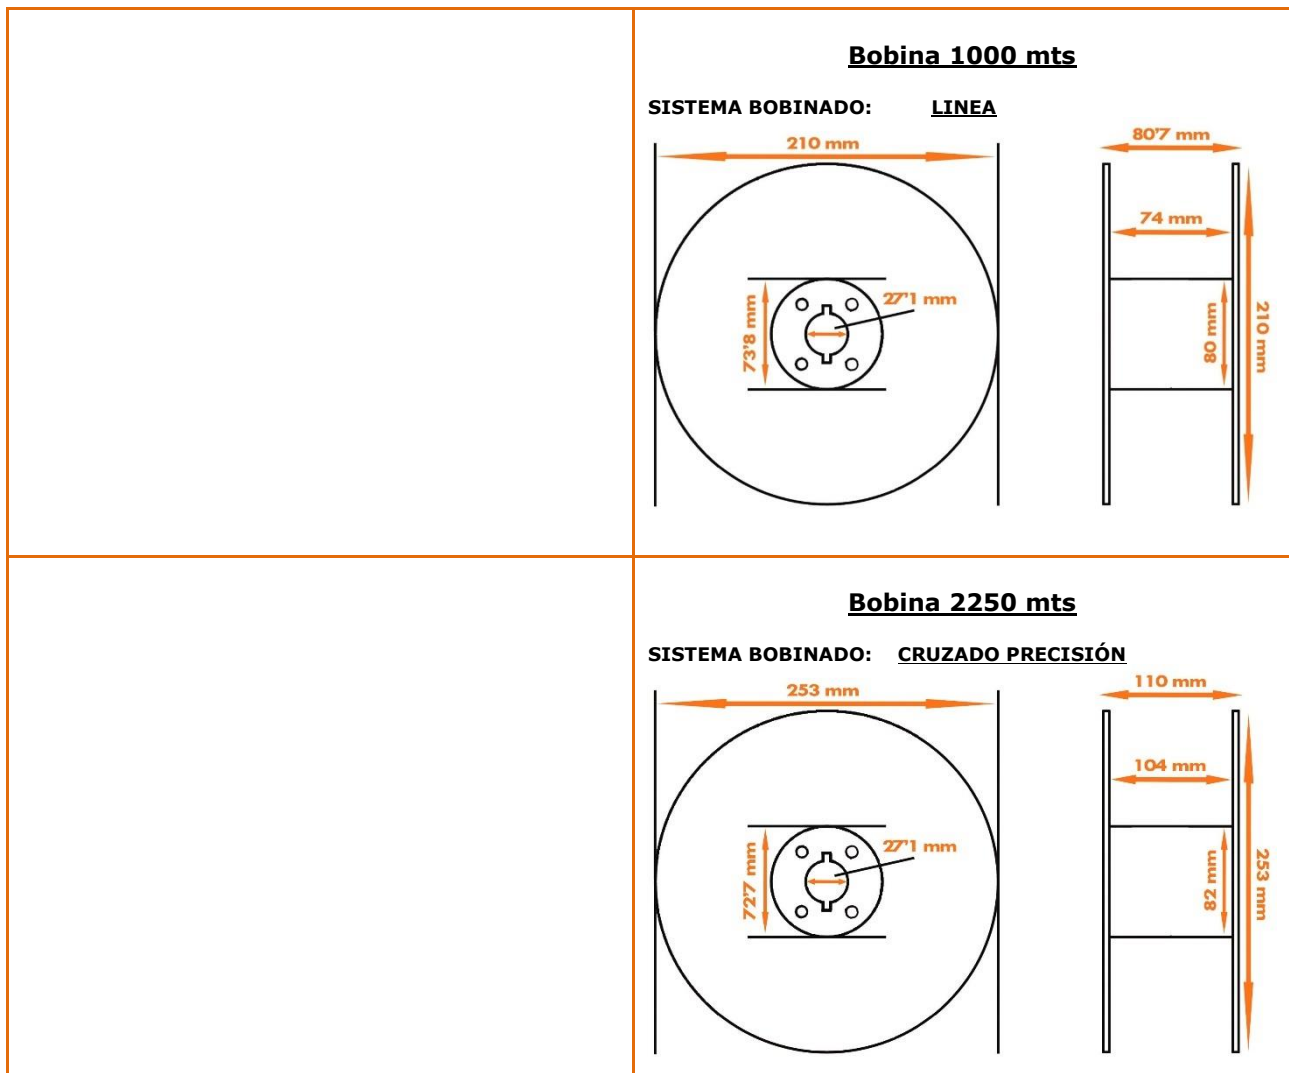 Bobina 1000 mts
SISTEMA BOBINADO: LINEA
210 mm
80'7 mm
74 mm
27'1 mm
73'8 mm
80 mm
210 mm
Bobina 2250 mts
SISTEMA BOBINADO: CRUZADO PRECISIÓN
253 mm
110 mm
104 mm
27'1 mm
72'7 mm
82 mm
253 mm